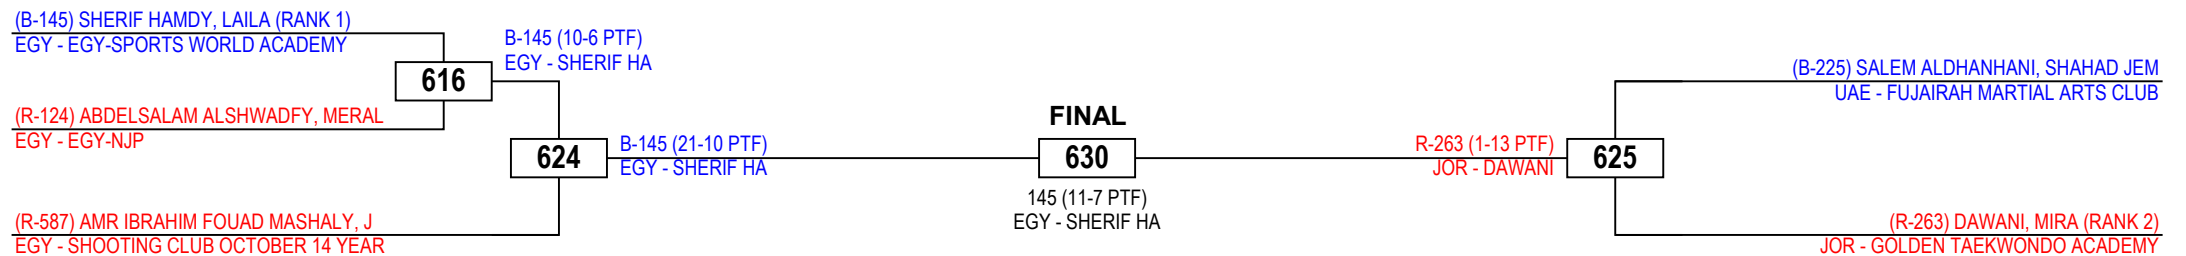 (B-145) SHERIF HAMDY, LAILA (RANK 1)
EGY - EGY-SPORTS WORLD ACADEMY
616
(R-124) ABDELSALAM ALSHWADFY, MERAL
EGY - EGY-NJP
B-145 (10-6 PTF)
EGY - SHERIF HA
624
(R-587) AMR IBRAHIM FOUAD MASHALY, J
EGY - SHOOTING CLUB OCTOBER 14 YEAR
B-145 (21-10 PTF)
EGY - SHERIF HA
FINAL
630
145 (11-7 PTF)
EGY - SHERIF HA
R-263 (1-13 PTF)
JOR - DAWANI
625
(B-225) SALEM ALDHANHANI, SHAHAD JEM
UAE - FUJAIRAH MARTIAL ARTS CLUB
(R-263) DAWANI, MIRA (RANK 2)
JOR - GOLDEN TAEKWONDO ACADEMY